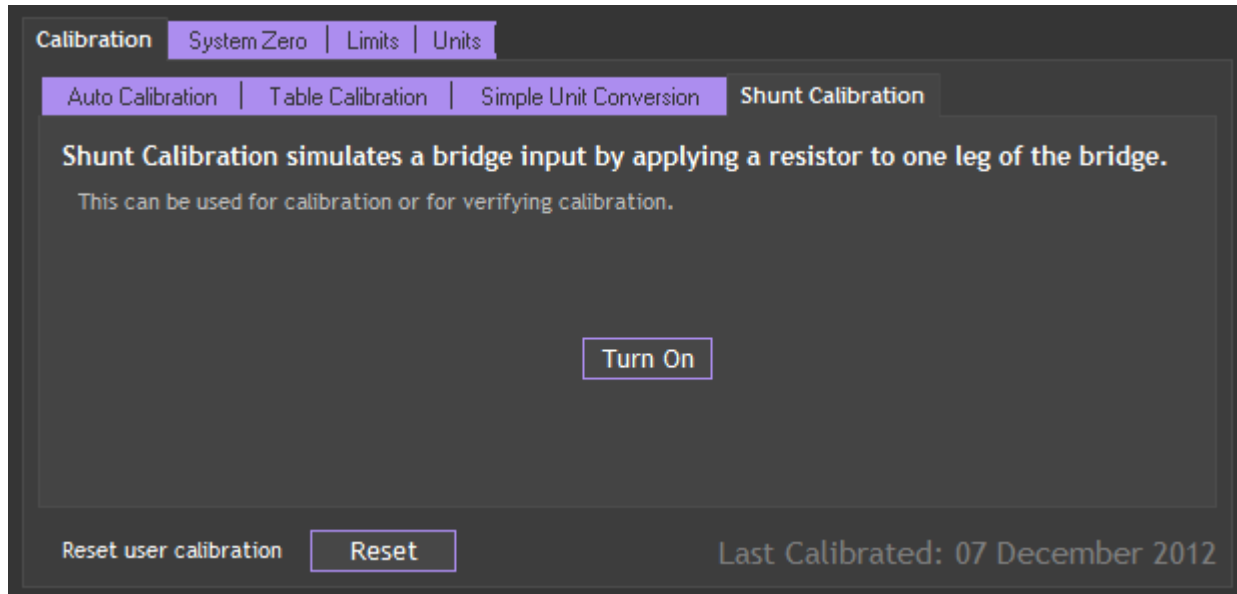 Calibration System Zero | Limits | Units
Auto Calibration | Table Calibration | Simple Unit Conversion Shunt Calibration
Shunt Calibration simulates a bridge input by applying a resistor to one leg of the bridge.
This can be used for calibration or for verifying calibration.
Turn On
Reset user calibration Reset Last Calibrated: 07 December 2012